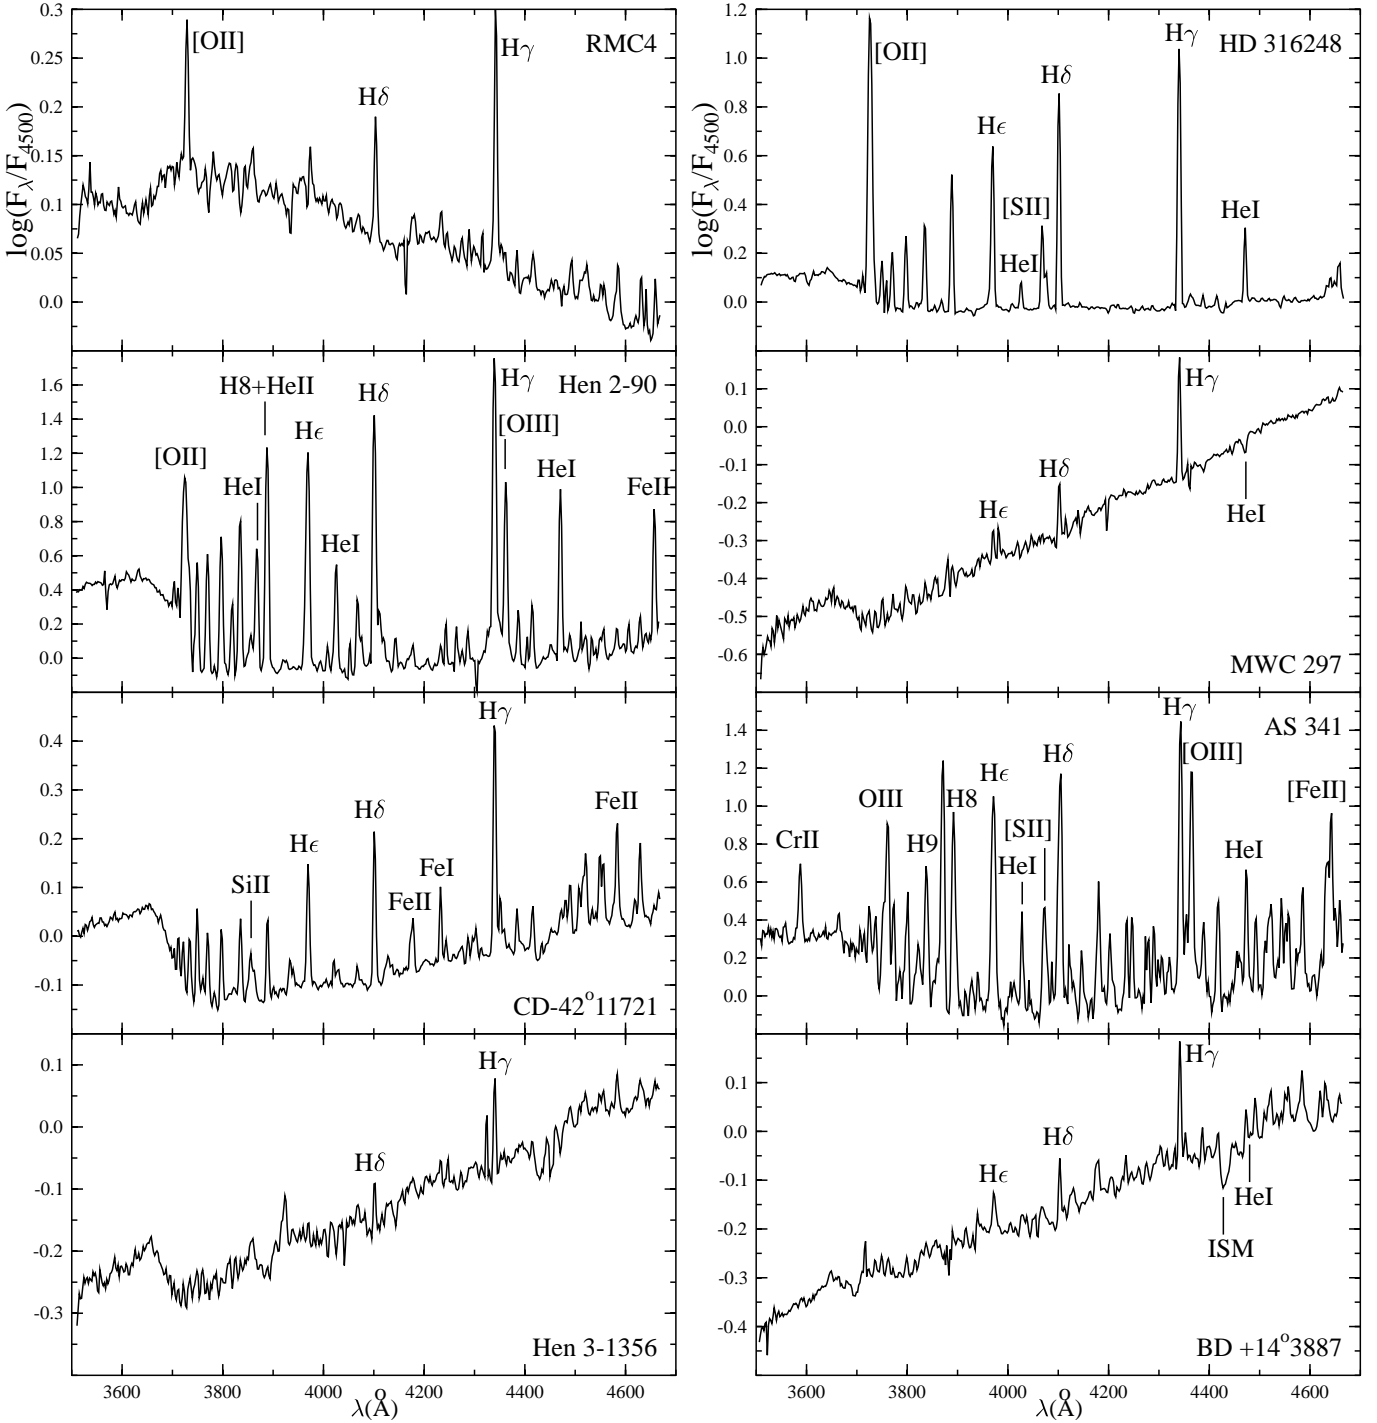 log(Fλ/F4500)
0.3
0.25
0.2
0.15
0.1
0.05
0.0
[OII]
Hδ
Hγ
RMC4
log(Fλ/F4500)
1.2
1.0
0.8
0.6
0.4
0.2
0.0
[OII]
Hϵ
[SII]
HeI
Hδ
Hγ
HeI
HD 316248
1.6
1.4
1.2
1.0
0.8
0.6
0.4
0.2
0.0
[OII]
HeI
H8+HeII
Hϵ
HeI
Hδ
Hγ
[OIII]
HeI
FeII
Hen 2-90
0.1
0.0
-0.1
-0.2
-0.3
-0.4
-0.5
-0.6
Hϵ
Hδ
Hγ
HeI
MWC 297
0.4
0.3
0.2
0.1
0.0
-0.1
SiII
Hϵ
Hδ
FeII
FeI
Hγ
FeII
CD-42°11721
1.4
1.2
1.0
0.8
0.6
0.4
0.2
0.0
CrII
OIII
H9
H8
Hϵ
HeI
[SII]
Hδ
Hγ
[OIII]
HeI
[FeII]
AS 341
0.1
0.0
-0.1
-0.2
-0.3
Hδ
Hγ
Hen 3-1356
3600
3800
4000
4200
4400
4600
λ(Å)
0.1
0.0
-0.1
-0.2
-0.3
-0.4
Hϵ
Hδ
Hγ
ISM
HeI
BD +14°3887
3600
3800
4000
4200
4400
4600
λ(Å)